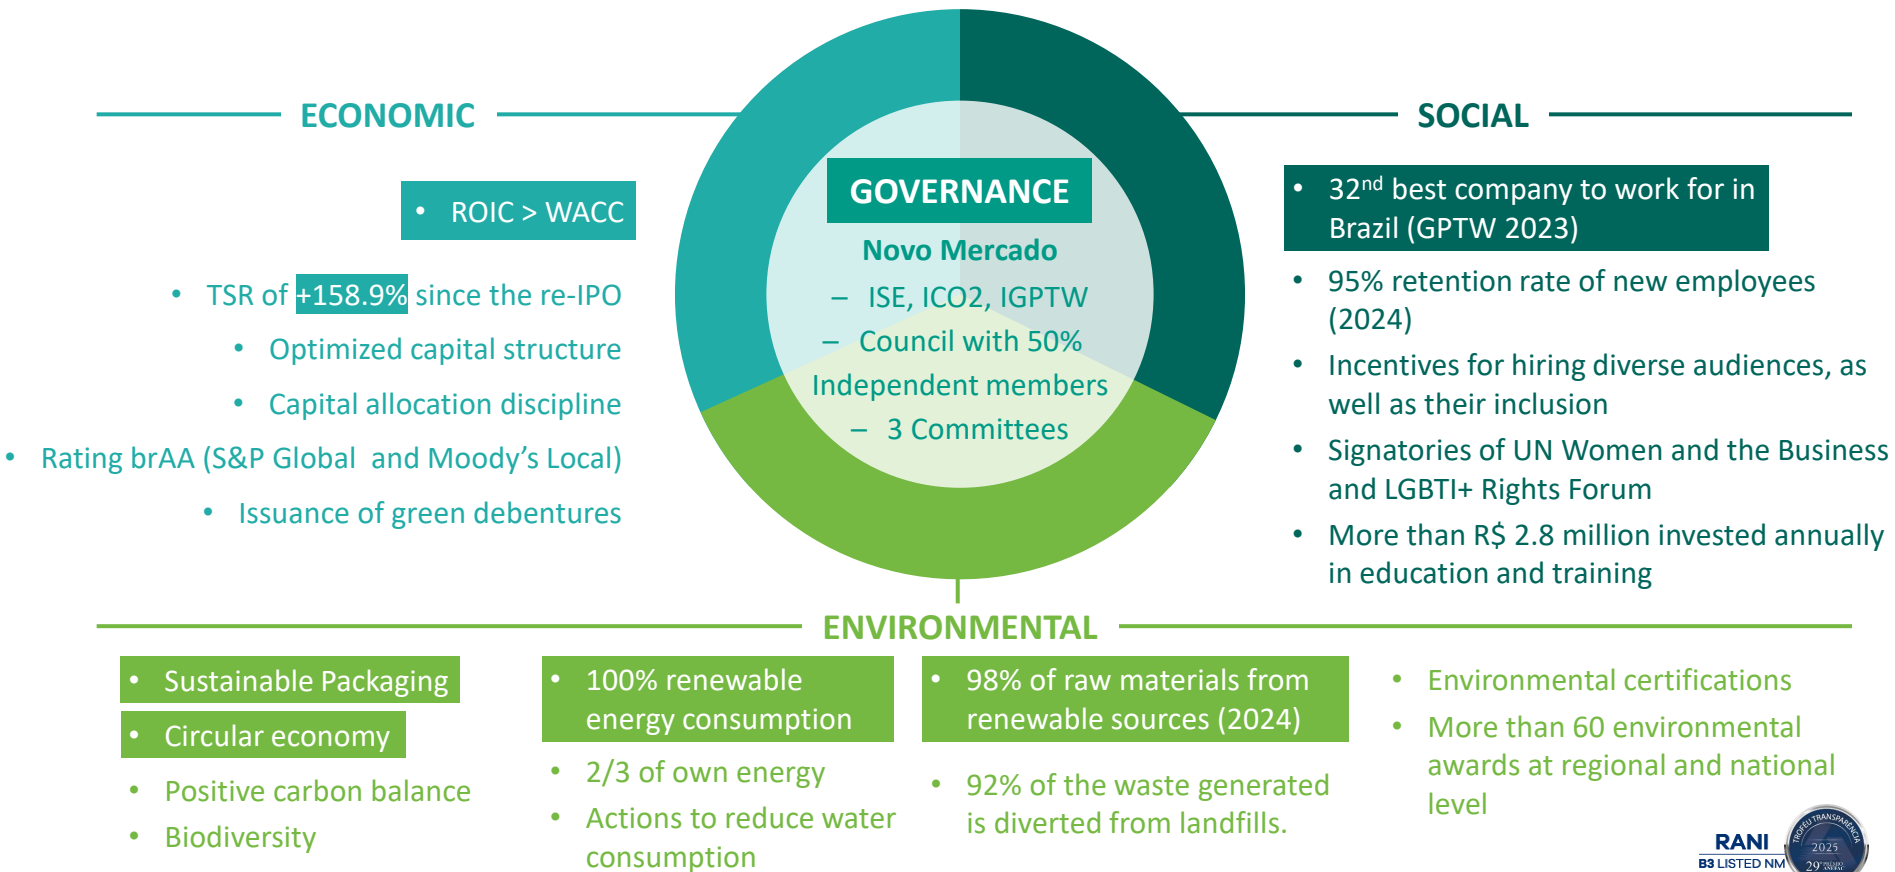 ECONOMIC
• ROIC > WACC
• TSR of +158.9% since the re-IPO
• Optimized capital structure
• Capital allocation discipline
• Rating brAA (S&P Global  and Moody's Local)
• Issuance of green debentures
GOVERNANCE
Novo Mercado
– ISE, ICO2, IGPTW
– Council with 50%
Independent members
– 3 Committees
SOCIAL
• 32nd best company to work for in
Brazil (GPTW 2023)
• 95% retention rate of new employees
(2024)
• Incentives for hiring diverse audiences, as
well as their inclusion
• Signatories of UN Women and the Business
and LGBTI+ Rights Forum
• More than R$ 2.8 million invested annually
in education and training
ENVIRONMENTAL
• Sustainable Packaging
• Circular economy
• Positive carbon balance
• Biodiversity
• 100% renewable
energy consumption
• 2/3 of own energy
• Actions to reduce water
consumption
• 98% of raw materials from
renewable sources (2024)
• 92% of the waste generated
is diverted from landfills.
• Environmental certifications
• More than 60 environmental
awards at regional and national
level
RANI
B3 LISTED NM
TROFÉU TRANSPARÊNCIA
2025
29º PRÊMIO
ANEFAC